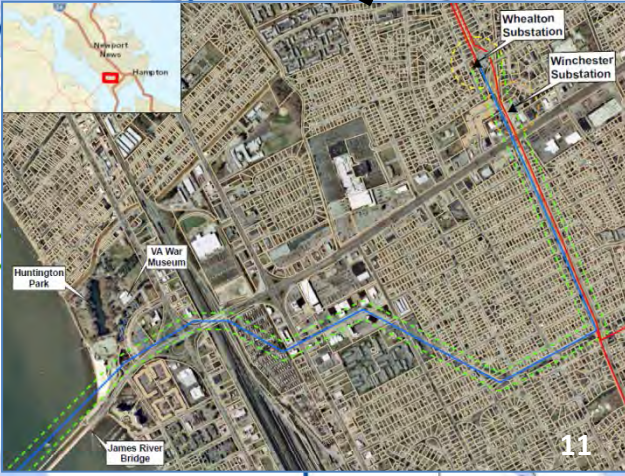 Newport
News
Hampton
Whealton
Substation
Winchester
Substation
VA War
Museum
Huntington
Park
James River
Bridge
11